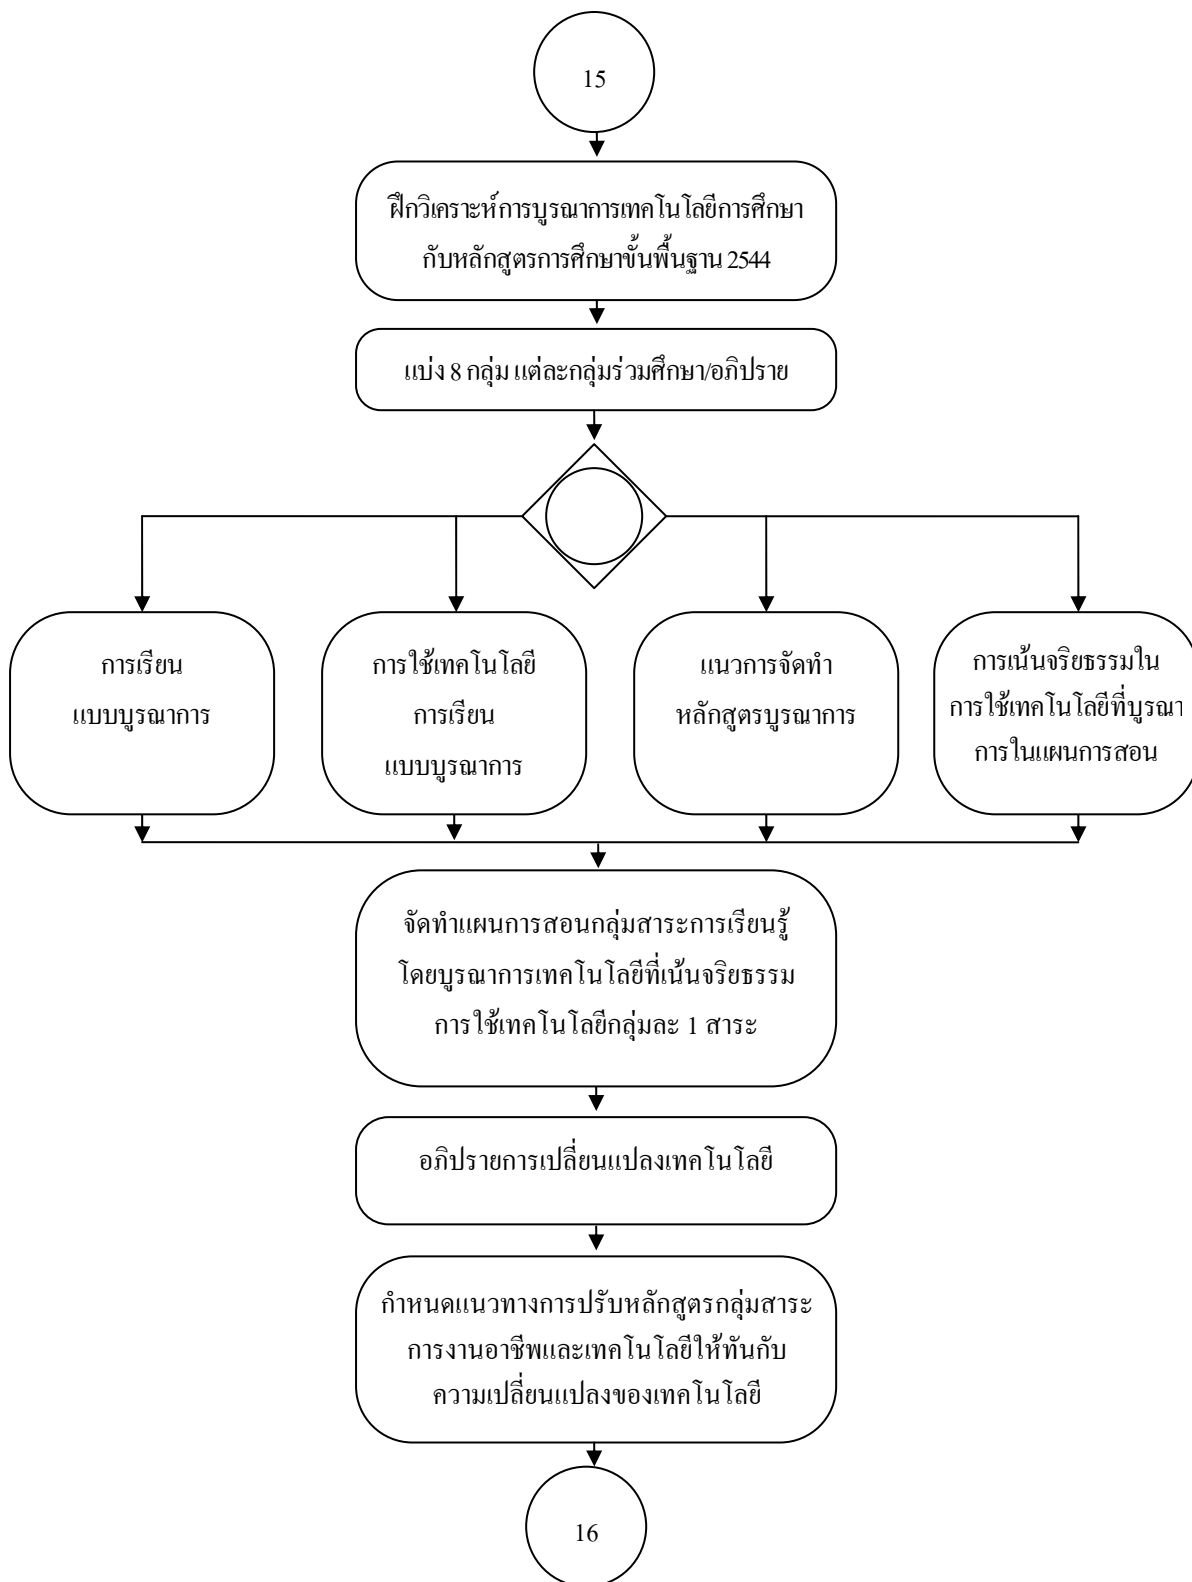 15
ฝึกวิเคราะห์การบูรณาการเทคโนโลยีการศึกษา
กับหลักสูตรการศึกษาขั้นพื้นฐาน 2544
แบ่ง 8 กลุ่ม แต่ละกลุ่มร่วมศึกษา/อภิปราย
การเรียน
แบบบูรณาการ
การใช้เทคโนโลยี
การเรียน
แบบบูรณาการ
แนวการจัดทำ
หลักสูตรบูรณาการ
การเน้นจริยธรรมใน
การใช้เทคโนโลยีที่บูรณา
การในแผนการสอน
จัดทำแผนการสอนกลุ่มสาระการเรียนรู้
โดยบูรณาการเทคโนโลยีที่เน้นจริยธรรม
การใช้เทคโนโลยีกลุ่มละ 1 สาระ
อภิปรายการเปลี่ยนแปลงเทคโนโลยี
กำหนดแนวทางการปรับหลักสูตรกลุ่มสาระ
การงานอาชีพและเทคโนโลยีให้ทันกับ
ความเปลี่ยนแปลงของเทคโนโลยี
16